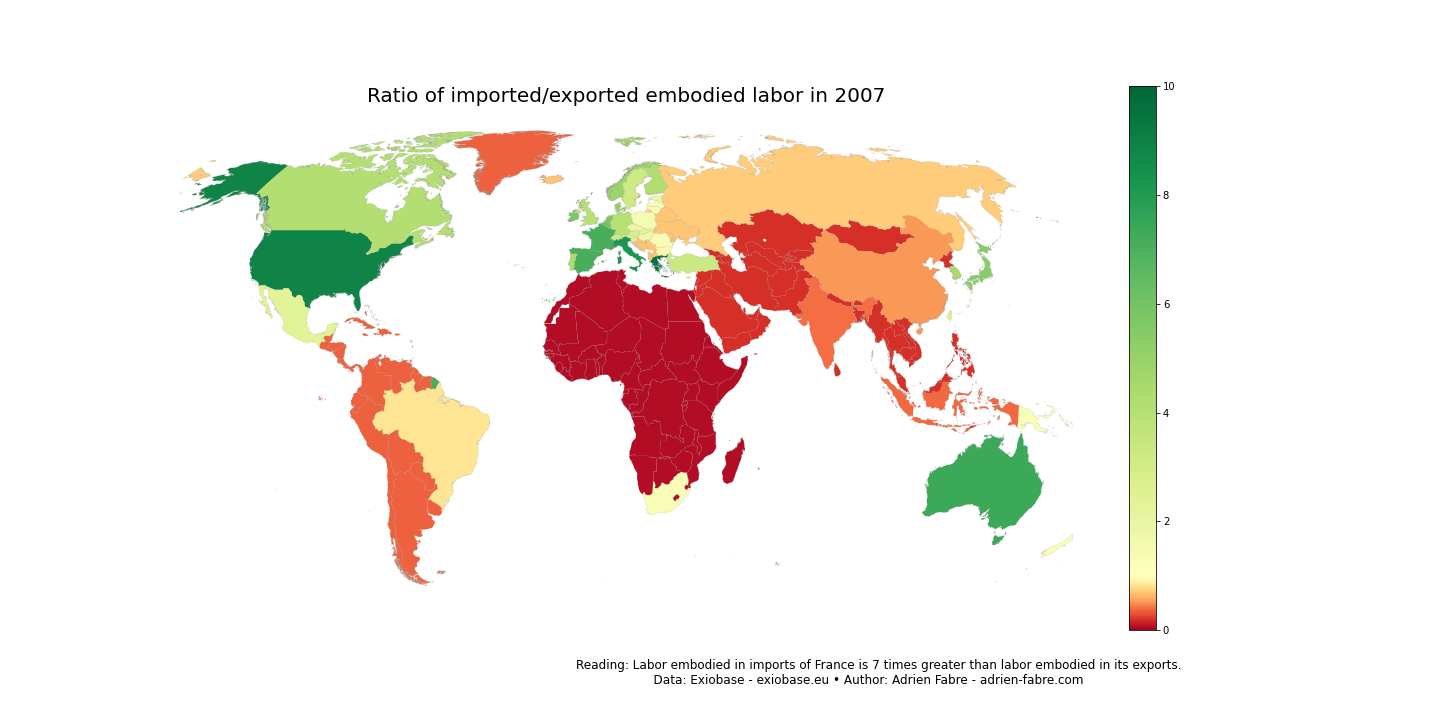 Ratio of imported/exported embodied labor in 2007
10
8
6
4
2
0
Reading: Labor embodied in imports of France is 7 times greater than labor embodied in its exports.
Data: Exiobase - exiobase.eu • Author: Adrien Fabre - adrien-fabre.com